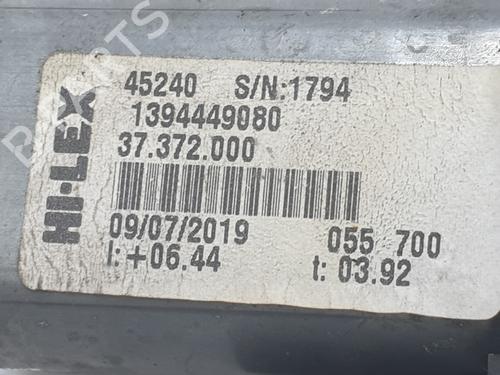 HI-LEX
45240 S/N:1794
1394449080
37.372.000
09/07/2019 055 700
I: +06.44 t: 03.92